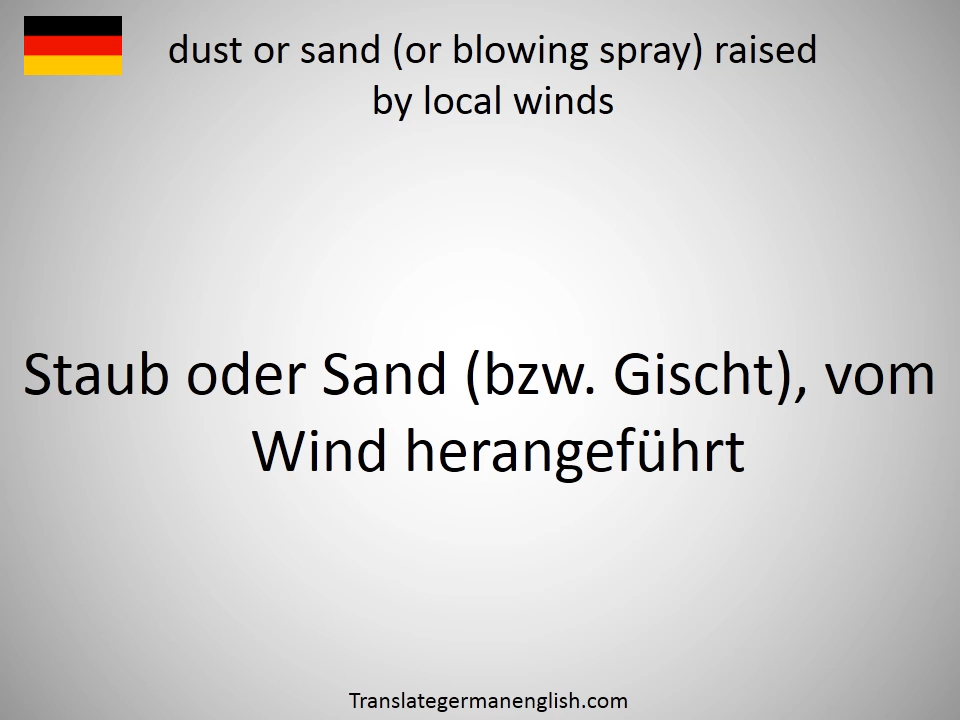 dust or sand (or blowing spray) raised
by local winds
Staub oder Sand (bzw. Gischt), vom
Wind herangeführt
Translategermanenglish.com